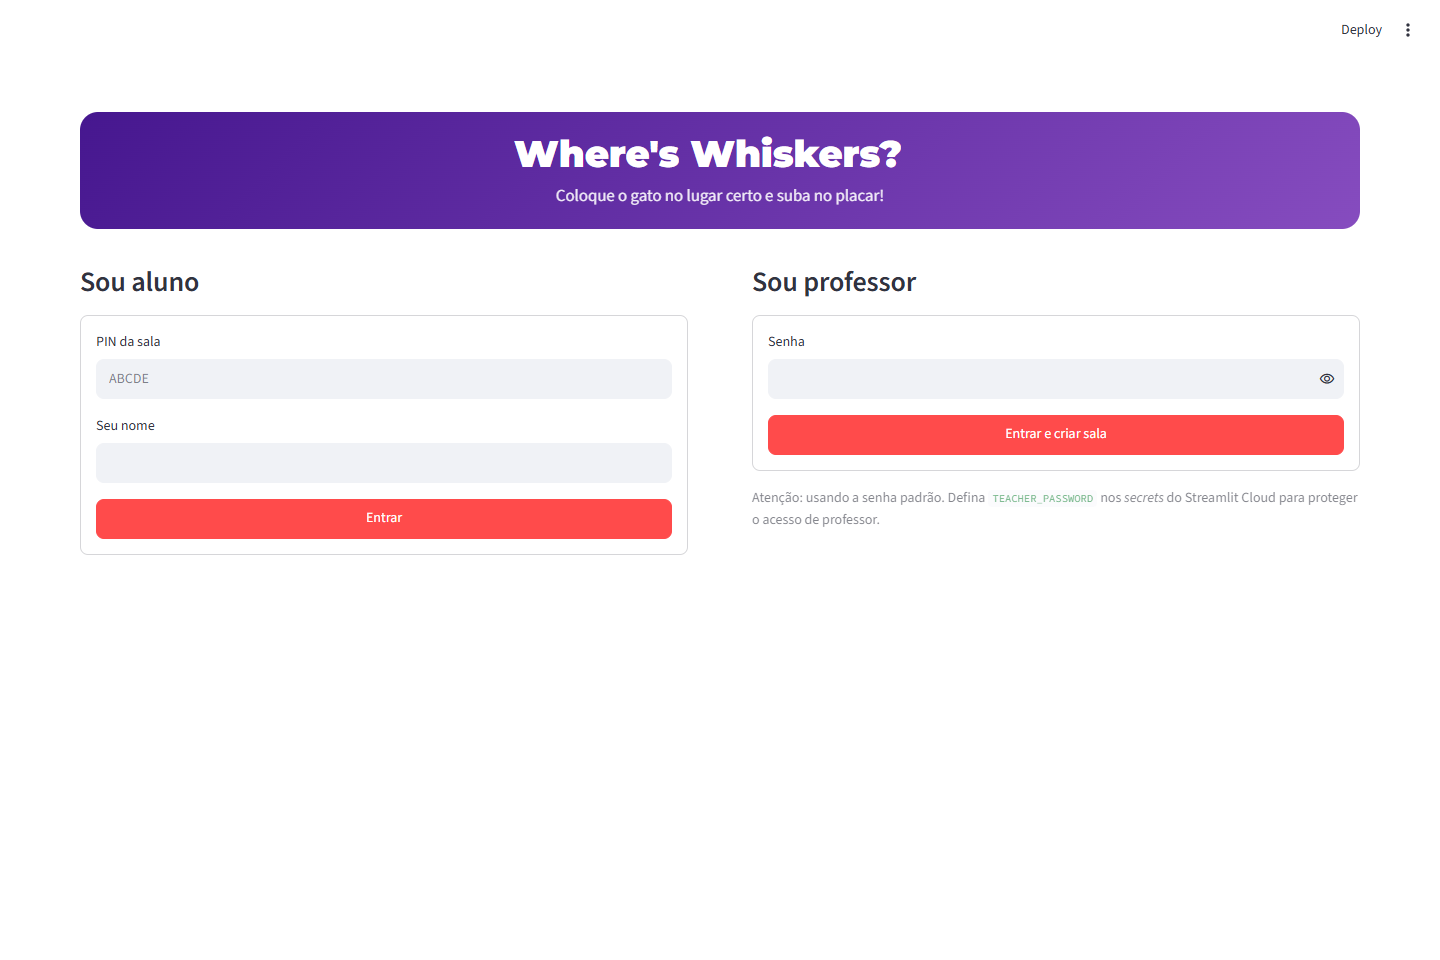 Deploy
Where's Whiskers?
Coloque o gato no lugar certo e suba no placar!
Sou aluno
PIN da sala
ABCDE
Seu nome
Entrar
Sou professor
Senha
Entrar e criar sala
Atenção: usando a senha padrão. Defina TEACHER_PASSWORD nos secrets do Streamlit Cloud para proteger
o acesso de professor.